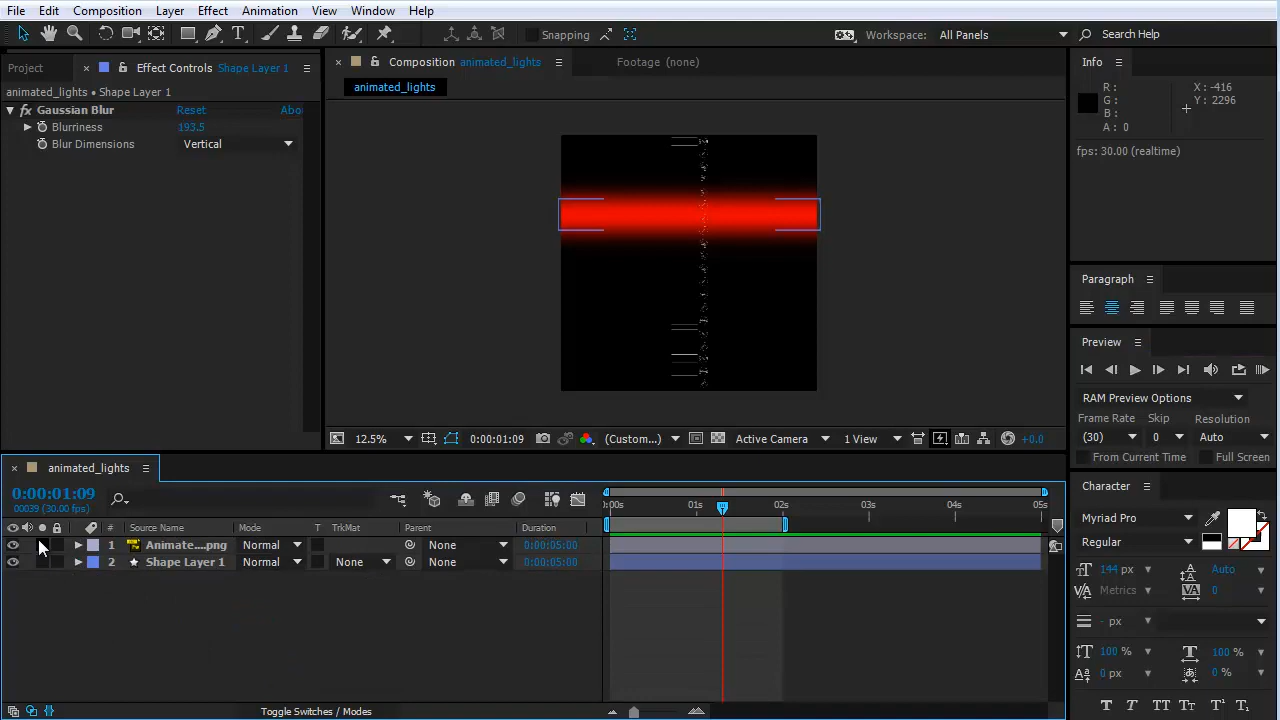 File Edit Composition Layer Effect Animation View Window Help
Snapping Workspace: All Panels Search Help
Project × Effect Controls Shape Layer 1
animated_lights • Shape Layer 1
fx Gaussian Blur Reset Abo
Blurriness 193.5
Blur Dimensions Vertical
× Composition animated_lights Footage (none)
animated_lights
Info
R: X: -416
G: Y: 2296
B:
A: 0
fps: 30.00 (realtime)
Paragraph
Preview
RAM Preview Options
Frame Rate Skip Resolution
(30) 0 Auto
From Current Time Full Screen
12.5% 0:00:01:09 (Custom...) Active Camera 1 View +0.0
× animated_lights
0:00:01:09
00039 (30.00 fps)
:00s 01s 02s 03s 04s 05s
# Source Name Mode T TrkMat Parent Duration
1 Animate....png Normal None 0:00:05:00
2 Shape Layer 1 Normal None None 0:00:05:00
Toggle Switches / Modes
Character
Myriad Pro
Regular
144 px Auto
Metrics 0
- px
100 % 100 %
0 px 0 %
T T TT Tt T¹ T₁